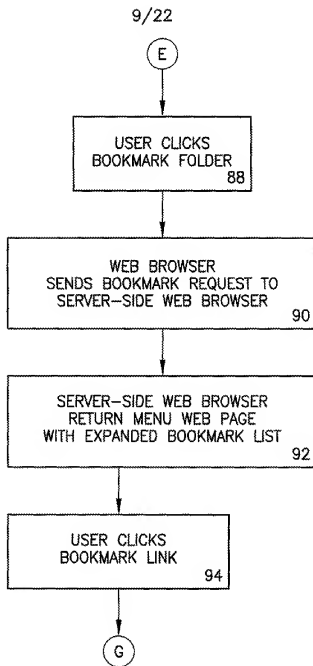 9/22
E
USER CLICKS
BOOKMARK FOLDER
88
WEB BROWSER
SENDS BOOKMARK REQUEST TO
SERVER-SIDE WEB BROWSER
90
SERVER-SIDE WEB BROWSER
RETURN MENU WEB PAGE
WITH EXPANDED BOOKMARK LIST
92
USER CLICKS
BOOKMARK LINK
94
G